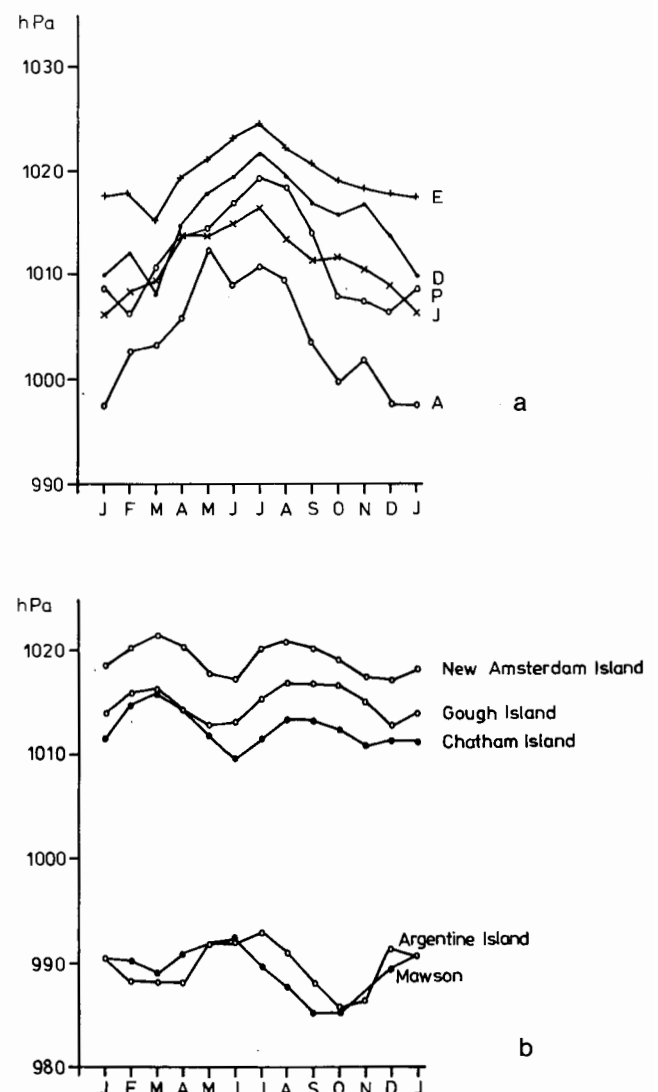 hPa
1030
1020
E
1010
D
P
J
1000
A
a
990
J F M A M J J A S O N D J
hPa
1020
New Amsterdam Island
Gough Island
Chatham Island
1010
1000
Argentine Island
990
Mawson
b
980
J F M A M J J A S O N D J